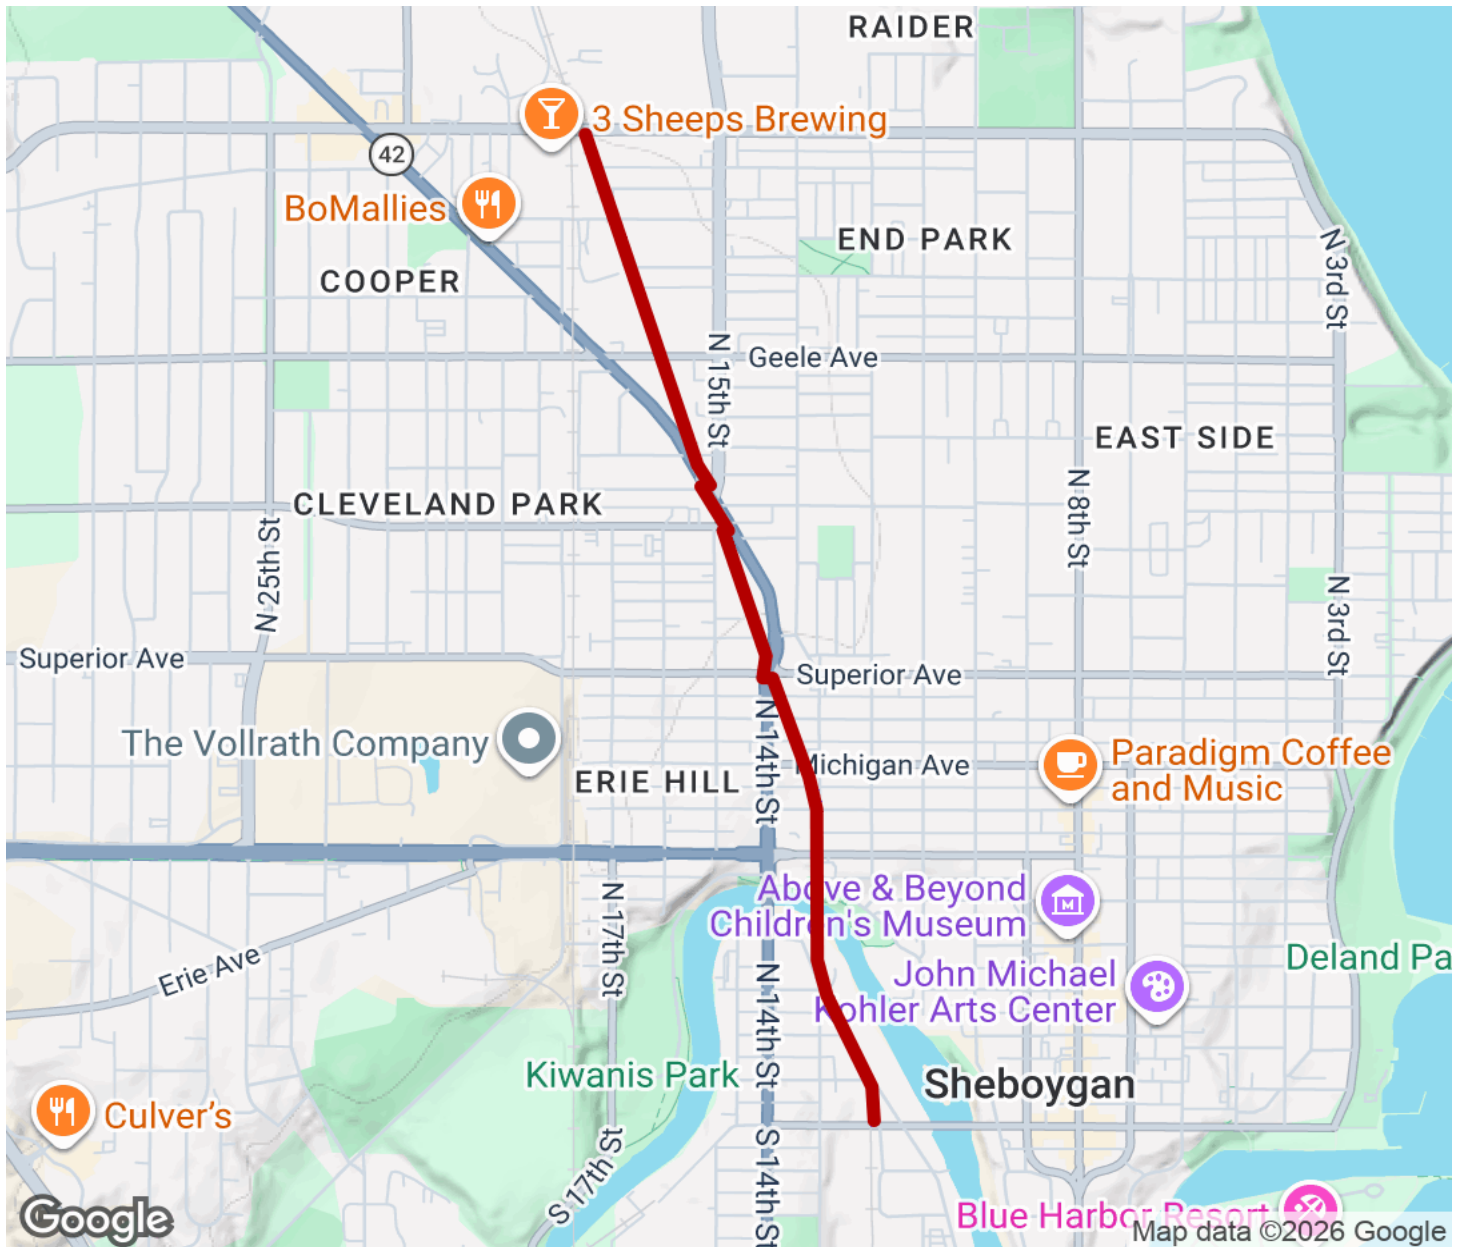 RAIDER
3 Sheeps Brewing
42
BoMallies
END PARK
COOPER
N 3rd St
N 15th St
Geele Ave
EAST SIDE
CLEVELAND PARK
N 8th St
N 25th St
N 3rd St
Superior Ave
Superior Ave
N 14th St
The Vollrath Company
Michigan Ave
Paradigm Coffee
and Music
ERIE HILL
Above & Beyond
Children's Museum
N 17th St
Erie Ave
Deland Pa
John Michael
Kohler Arts Center
N 14th St
Kiwanis Park
Sheboygan
Culver's
S 17th St
S 14th St
Blue Harbor Resort
Google
Map data ©2026 Google